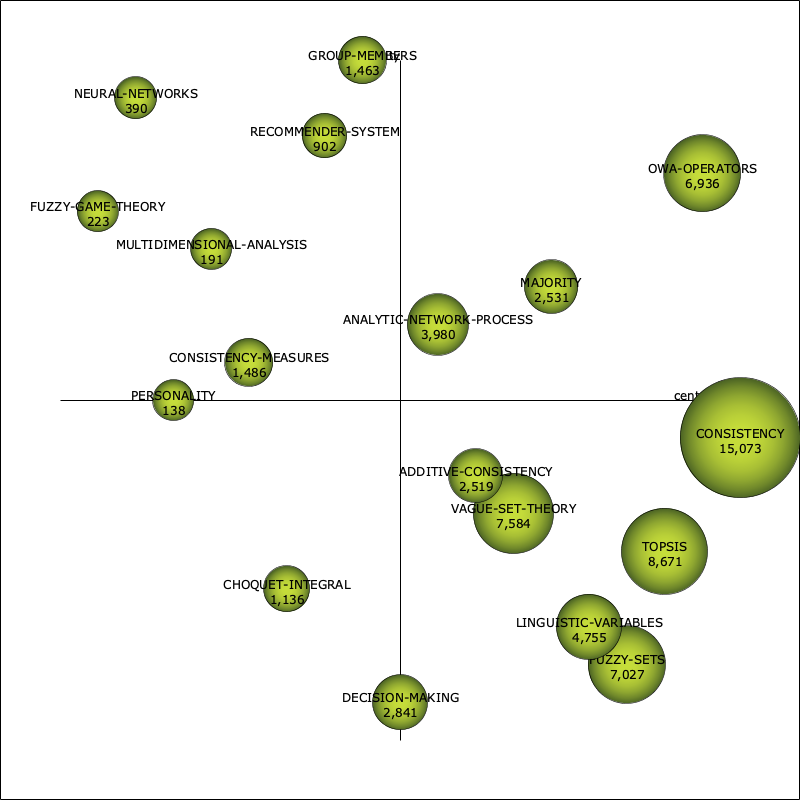 GROUP-MEMBERS
1,463
NEURAL-NETWORKS
390
RECOMMENDER-SYSTEM
902
OWA-OPERATORS
6,936
FUZZY-GAME-THEORY
223
MULTIDIMENSIONAL-ANALYSIS
191
MAJORITY
2,531
ANALYTIC-NETWORK-PROCESS
3,980
CONSISTENCY-MEASURES
1,486
PERSONALITY
138
CONSISTENCY
15,073
ADDITIVE-CONSISTENCY
2,519
VAGUE-SET-THEORY
7,584
TOPSIS
8,671
CHOQUET-INTEGRAL
1,136
LINGUISTIC-VARIABLES
4,755
FUZZY-SETS
7,027
DECISION-MAKING
2,841